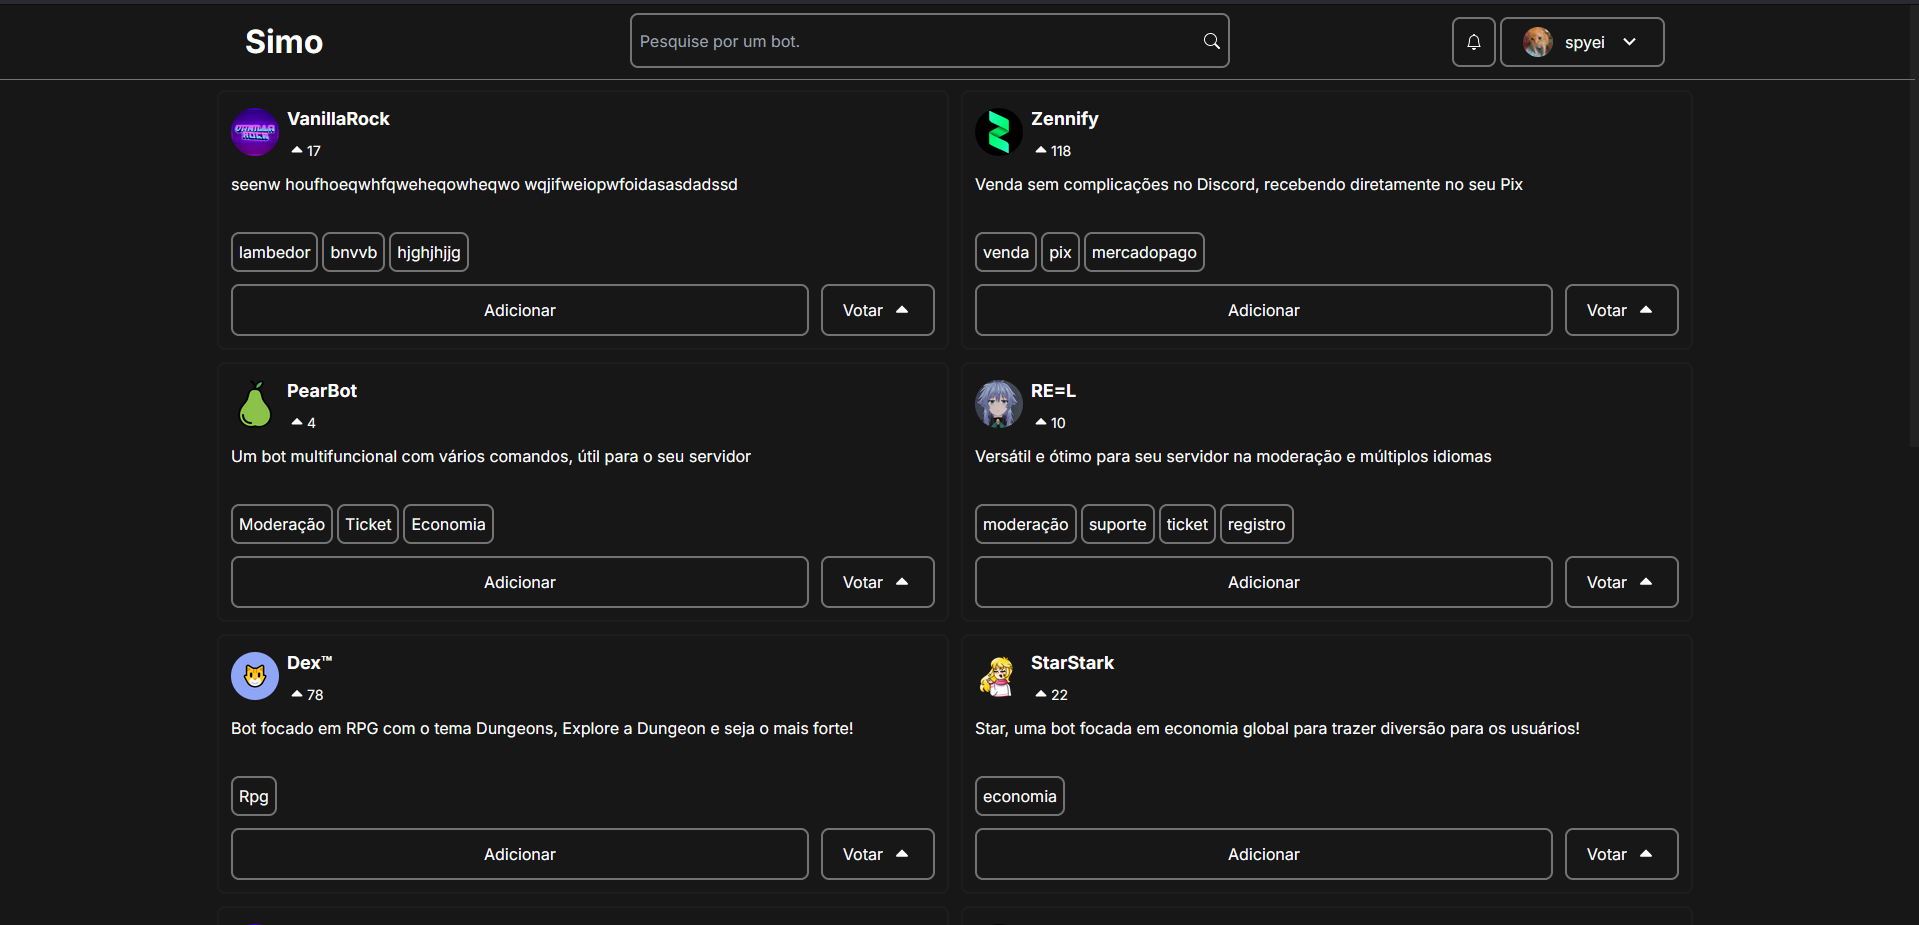 Simo
Pesquise por um bot.
spyei
VanillaRock
17
seenw houfhoeqwhfqweheqowheqwo wqjifweiopwfoidasasdadssd
lambedor bnvvb hjghjhjjg
Adicionar Votar
Zennify
118
Venda sem complicações no Discord, recebendo diretamente no seu Pix
venda pix mercadopago
Adicionar Votar
PearBot
4
Um bot multifuncional com vários comandos, útil para o seu servidor
Moderação Ticket Economia
Adicionar Votar
RE=L
10
Versátil e ótimo para seu servidor na moderação e múltiplos idiomas
moderação suporte ticket registro
Adicionar Votar
Dex™
78
Bot focado em RPG com o tema Dungeons, Explore a Dungeon e seja o mais forte!
Rpg
Adicionar Votar
StarStark
22
Star, uma bot focada em economia global para trazer diversão para os usuários!
economia
Adicionar Votar